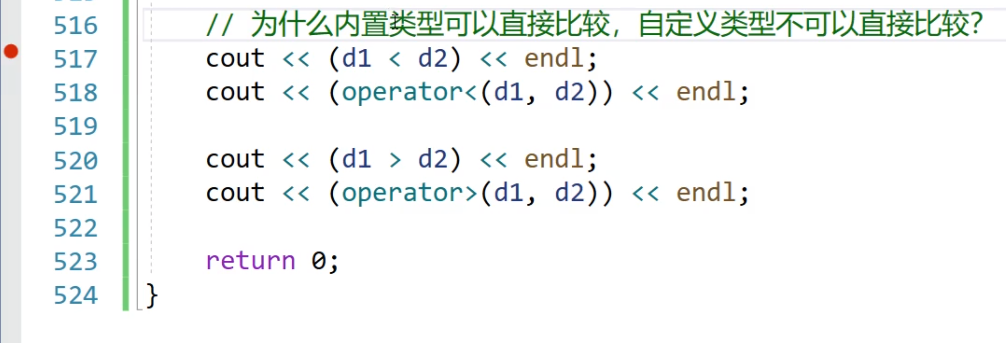 516 // 为什么内置类型可以直接比较，自定义类型不可以直接比较？
517 cout << (d1 < d2) << endl;
518 cout << (operator<(d1, d2)) << endl;
519
520 cout << (d1 > d2) << endl;
521 cout << (operator>(d1, d2)) << endl;
522
523 return 0;
524 }